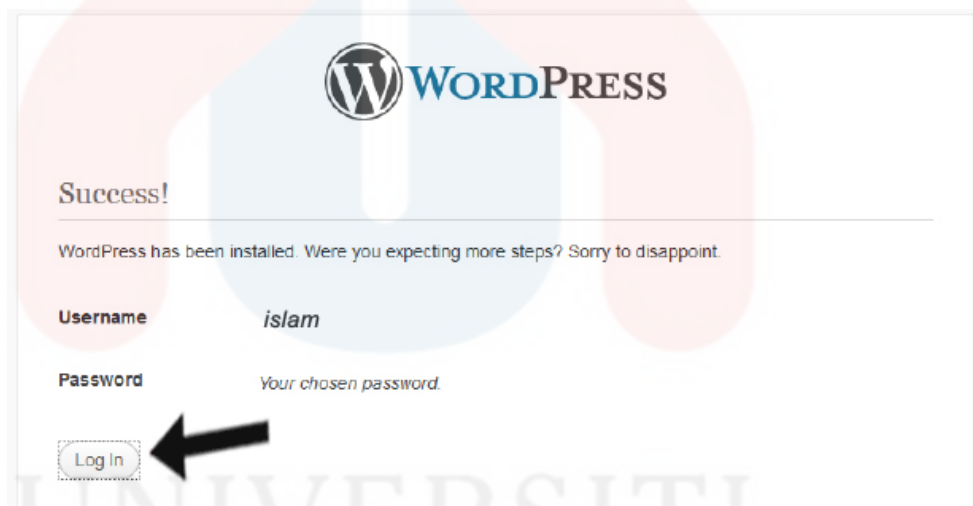 WORDPRESS
Success!
WordPress has been installed. Were you expecting more steps? Sorry to disappoint.
Username islam
Password Your chosen password.
Log In
UNIVERSITI